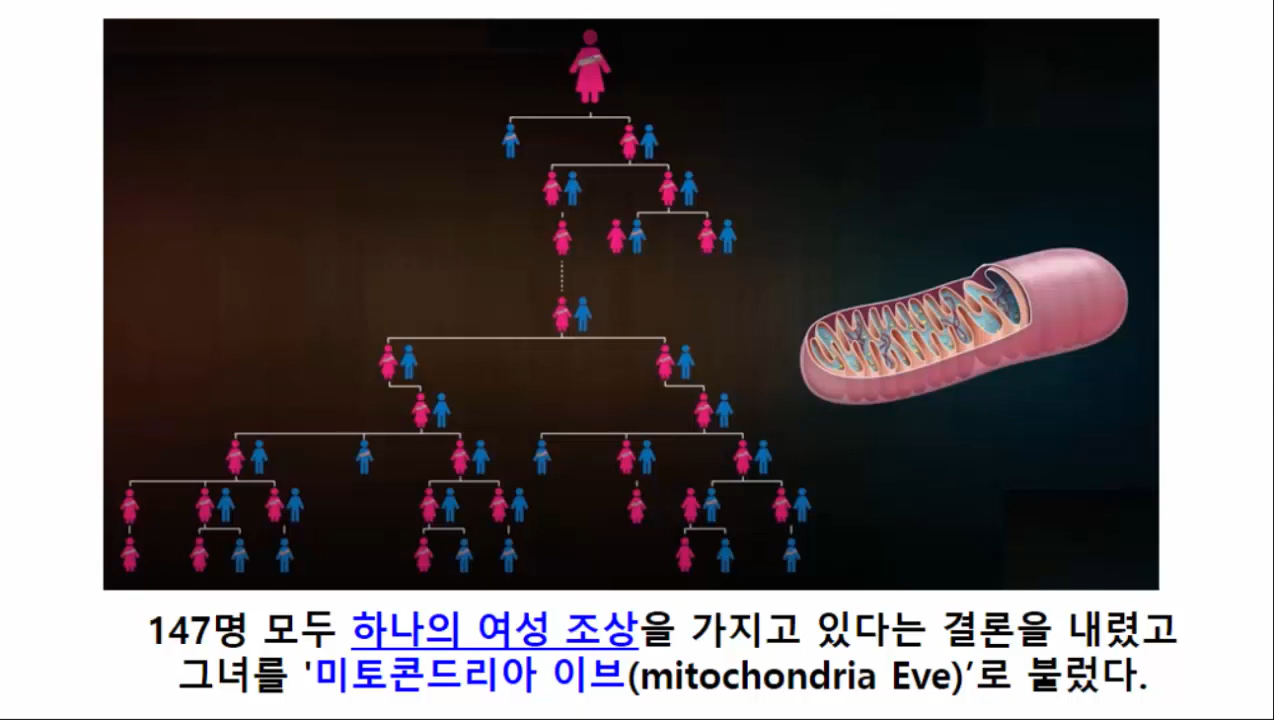 147명 모두 하나의 여성 조상을 가지고 있다는 결론을 내렸고
그녀를 '미토콘드리아 이브(mitochondria Eve)’로 불렀다.